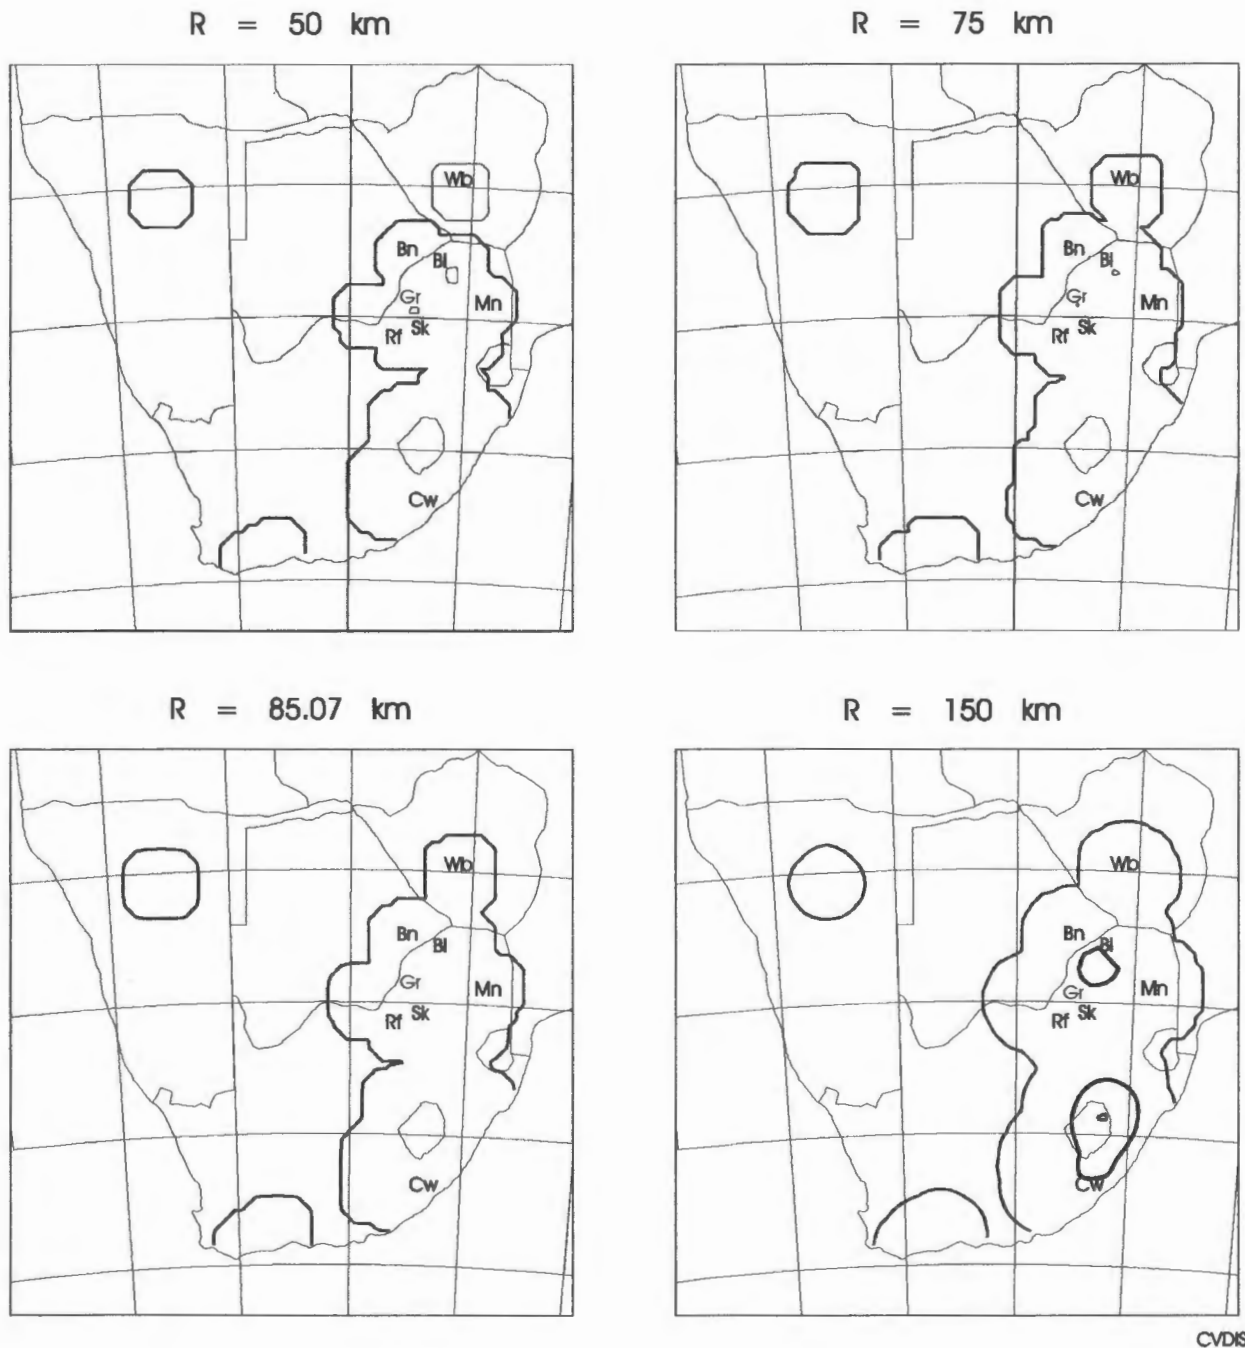 R = 50 km
R = 75 km
Wb
Bn
Bl
Gr
Mn
Sk
Rf
Cw
Wb
Bn
Bl
Gr
Mn
Sk
Rf
Cw
R = 85.07 km
R = 150 km
Wb
Bn
Bl
Gr
Mn
Sk
Rf
Cw
Wb
Bn
Bl
Gr
Mn
Sk
Rf
Cw
CVDIS